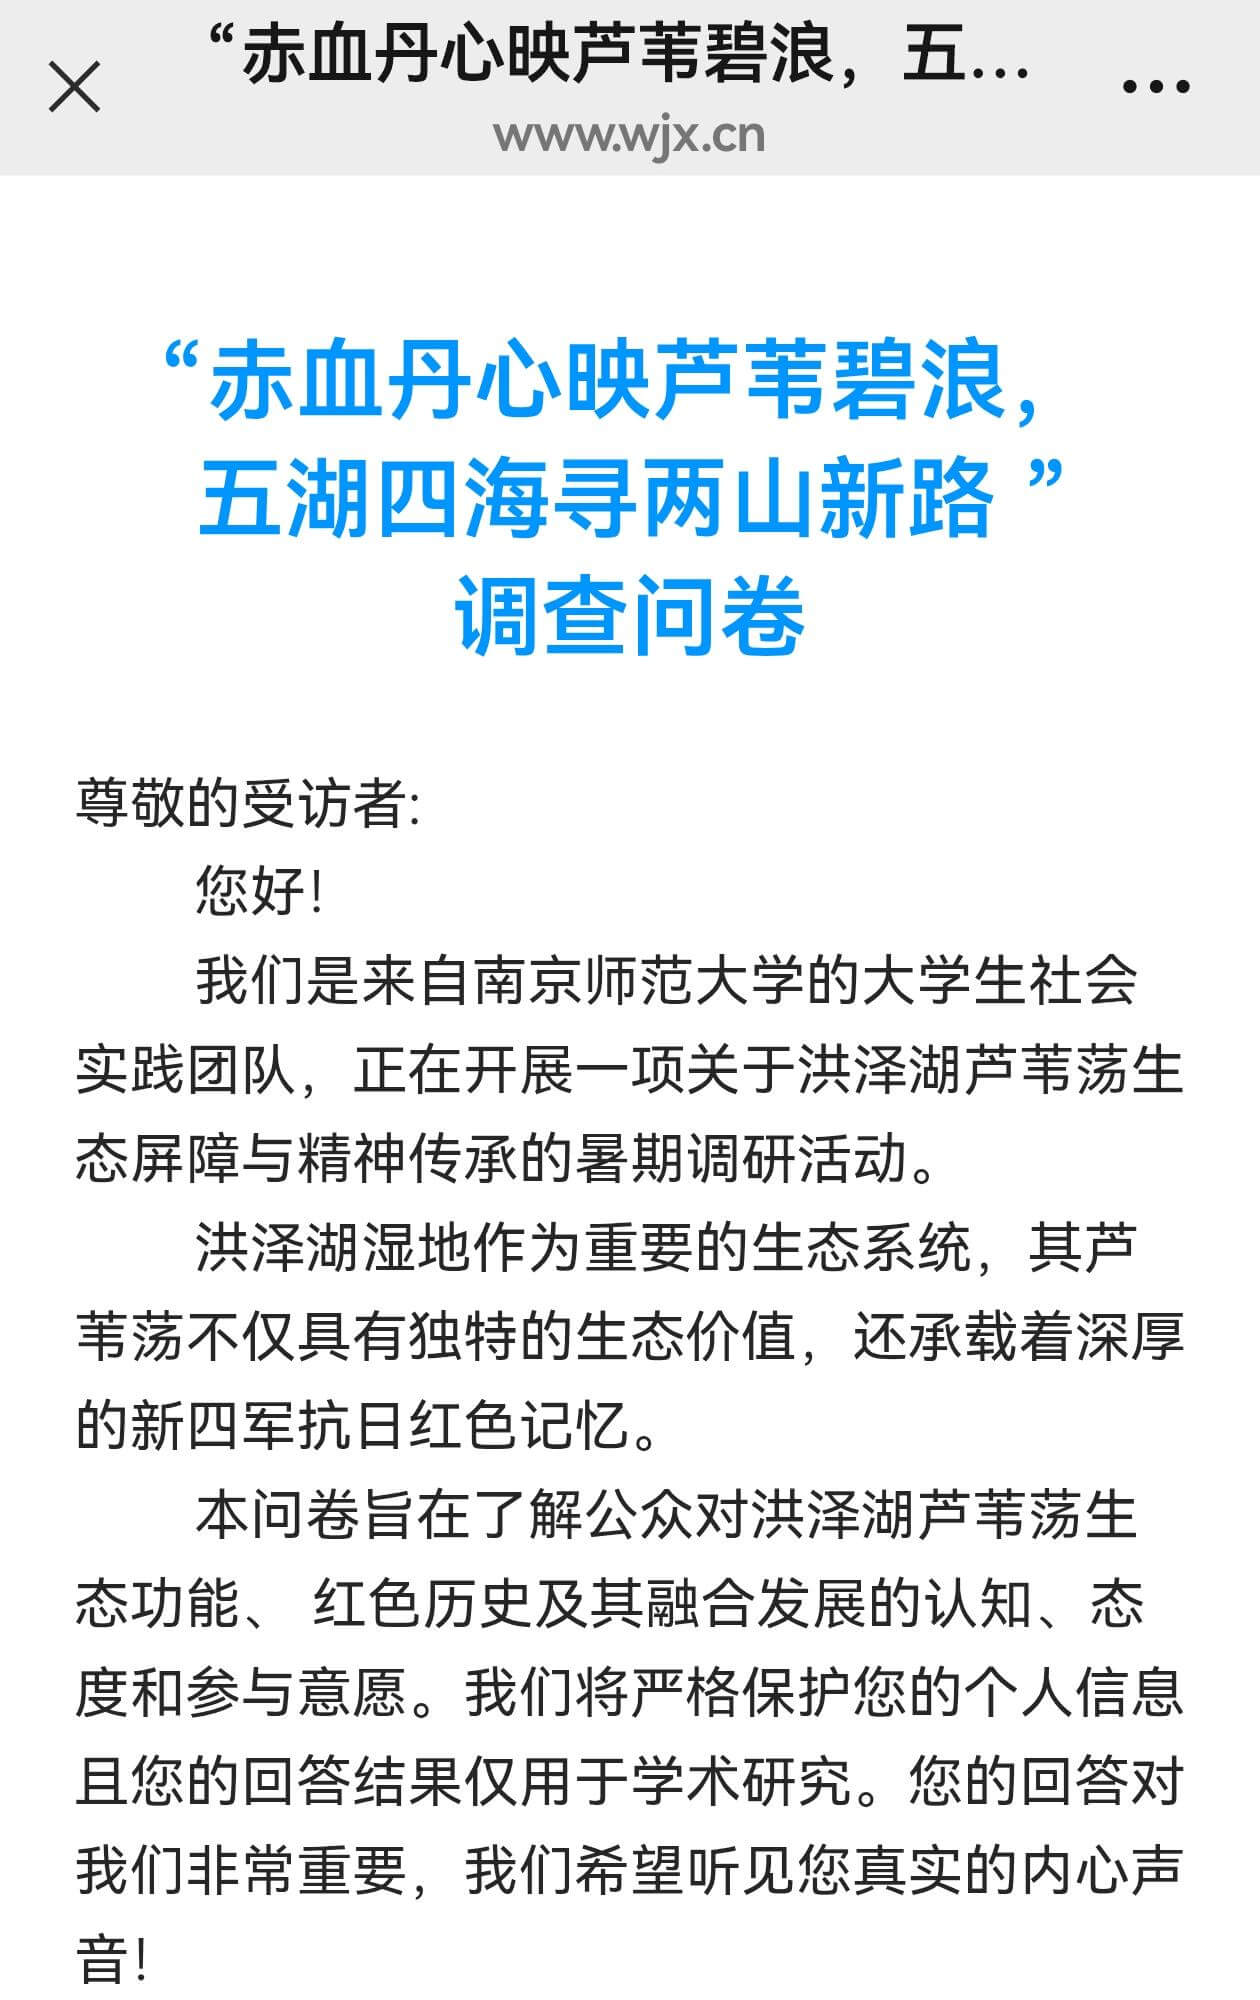 “赤血丹心映芦苇碧浪，五...
www.wjx.cn
“赤血丹心映芦苇碧浪，
五湖四海寻两山新路 ”
调查问卷
尊敬的受访者:
您好！
我们是来自南京师范大学的大学生社会
实践团队，正在开展一项关于洪泽湖芦苇荡生
态屏障与精神传承的暑期调研活动。
洪泽湖湿地作为重要的生态系统，其芦
苇荡不仅具有独特的生态价值，还承载着深厚
的新四军抗日红色记忆。
本问卷旨在了解公众对洪泽湖芦苇荡生
态功能、 红色历史及其融合发展的认知、态
度和参与意愿。我们将严格保护您的个人信息
且您的回答结果仅用于学术研究。您的回答对
我们非常重要，我们希望听见您真实的内心声
音！